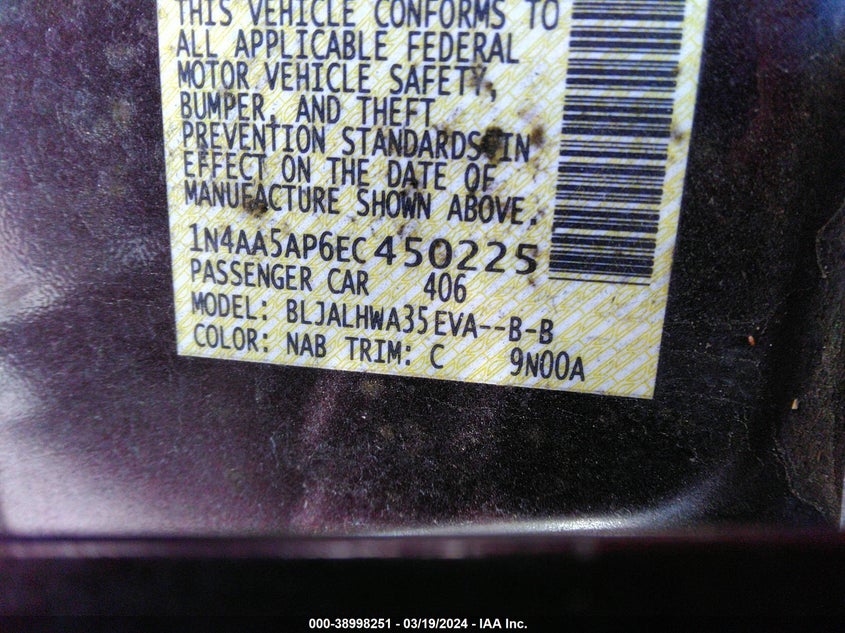 THIS VEHICLE CONFORMS TO
ALL APPLICABLE FEDERAL
MOTOR VEHICLE SAFETY,
BUMPER, AND THEFT
PREVENTION STANDARDS IN
EFFECT ON THE DATE OF
MANUFACTURE SHOWN ABOVE.
1N4AA5AP6EC450225
PASSENGER CAR 406
MODEL: BLJALHWA35EVA--B-B
COLOR: NAB TRIM: C 9N00A
000-38998251 - 03/19/2024 - IAA Inc.